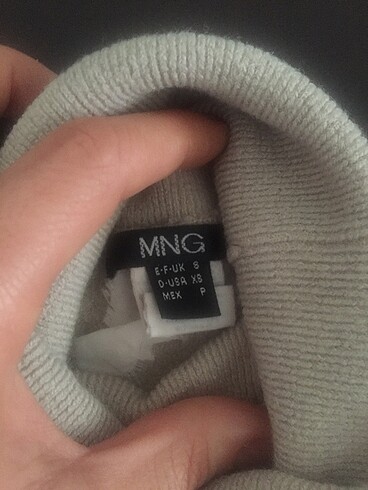 MNG
E·F·UK S
D·USA XS
MEX P